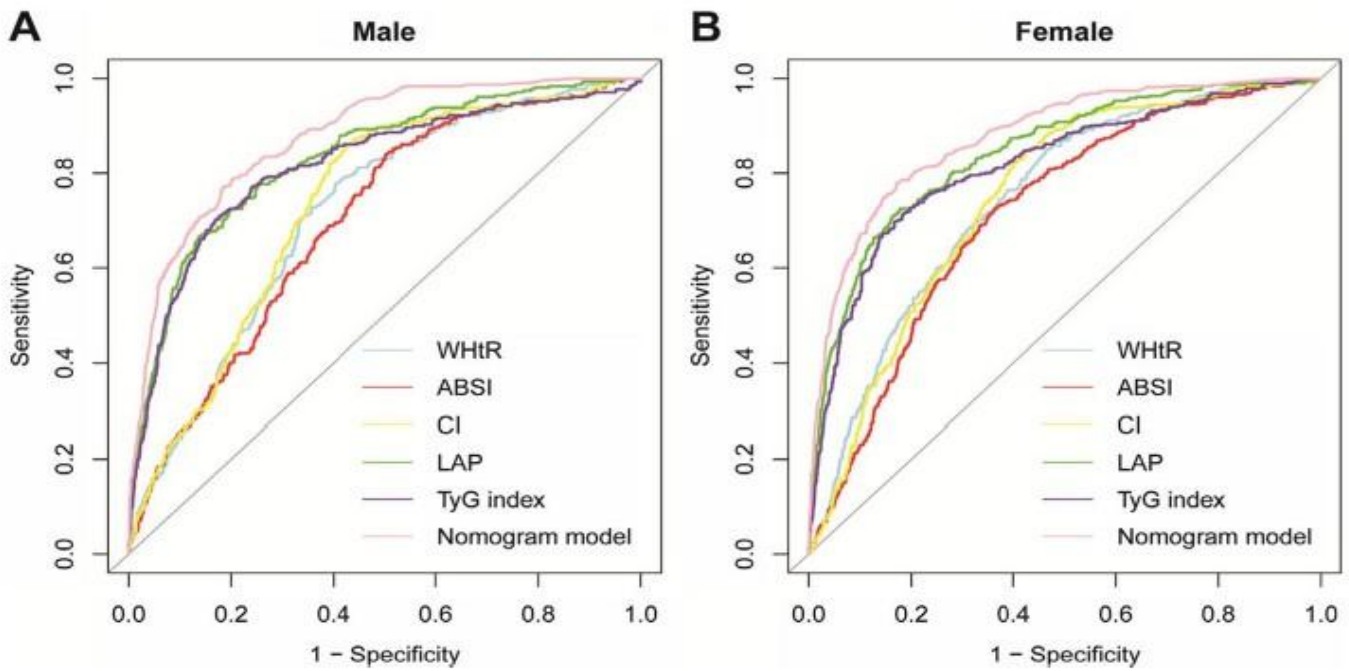 A
Male
Sensitivity
1.0
0.8
0.6
0.4
0.2
0.0
WHtR
ABSI
CI
LAP
TyG index
Nomogram model
0.0 0.2 0.4 0.6 0.8 1.0
1 − Specificity
B
Female
Sensitivity
1.0
0.8
0.6
0.4
0.2
0.0
WHtR
ABSI
CI
LAP
TyG index
Nomogram model
0.0 0.2 0.4 0.6 0.8 1.0
1 − Specificity